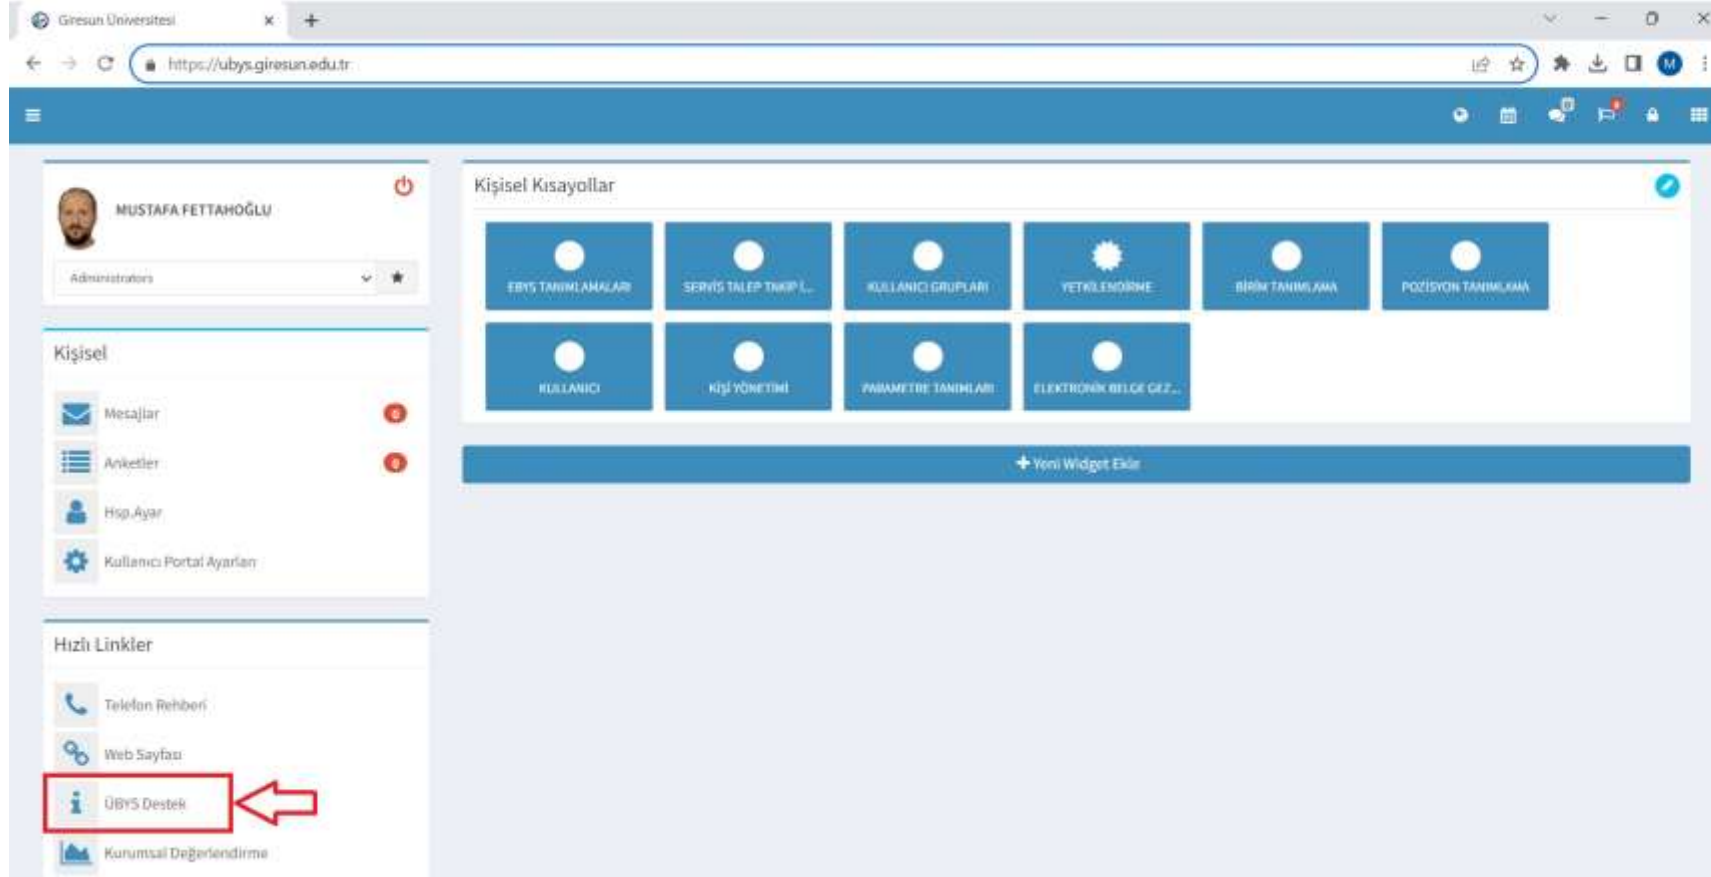 Giresun Üniversitesi
https://ubys.giresun.edu.tr
M
MUSTAFA FETTAHOĞLU
Administrators
Kişisel
Mesajlar 0
Anketler 0
Hsp.Ayar
Kullanıcı Portal Ayarları
Hızlı Linkler
Telefon Rehberi
Web Sayfası
ÜBYS Destek
Kurumsal Değerlendirme
Kişisel Kısayollar
EBYS TANIMLAMALARI
SERVİS TALEP TAKİP İ...
KULLANICI GRUPLARI
YETKİLENDİRME
BİRİM TANIMLAMA
POZİSYON TANIMLAMA
KULLANICI
KİŞİ YÖNETİMİ
PARAMETRE TANIMLARI
ELEKTRONİK BELGE GEZ...
Yeni Widget Ekle